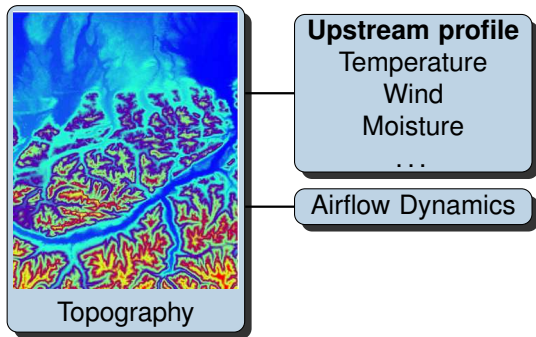 Upstream profile
Temperature
Wind
Moisture
...
Airflow Dynamics
Topography